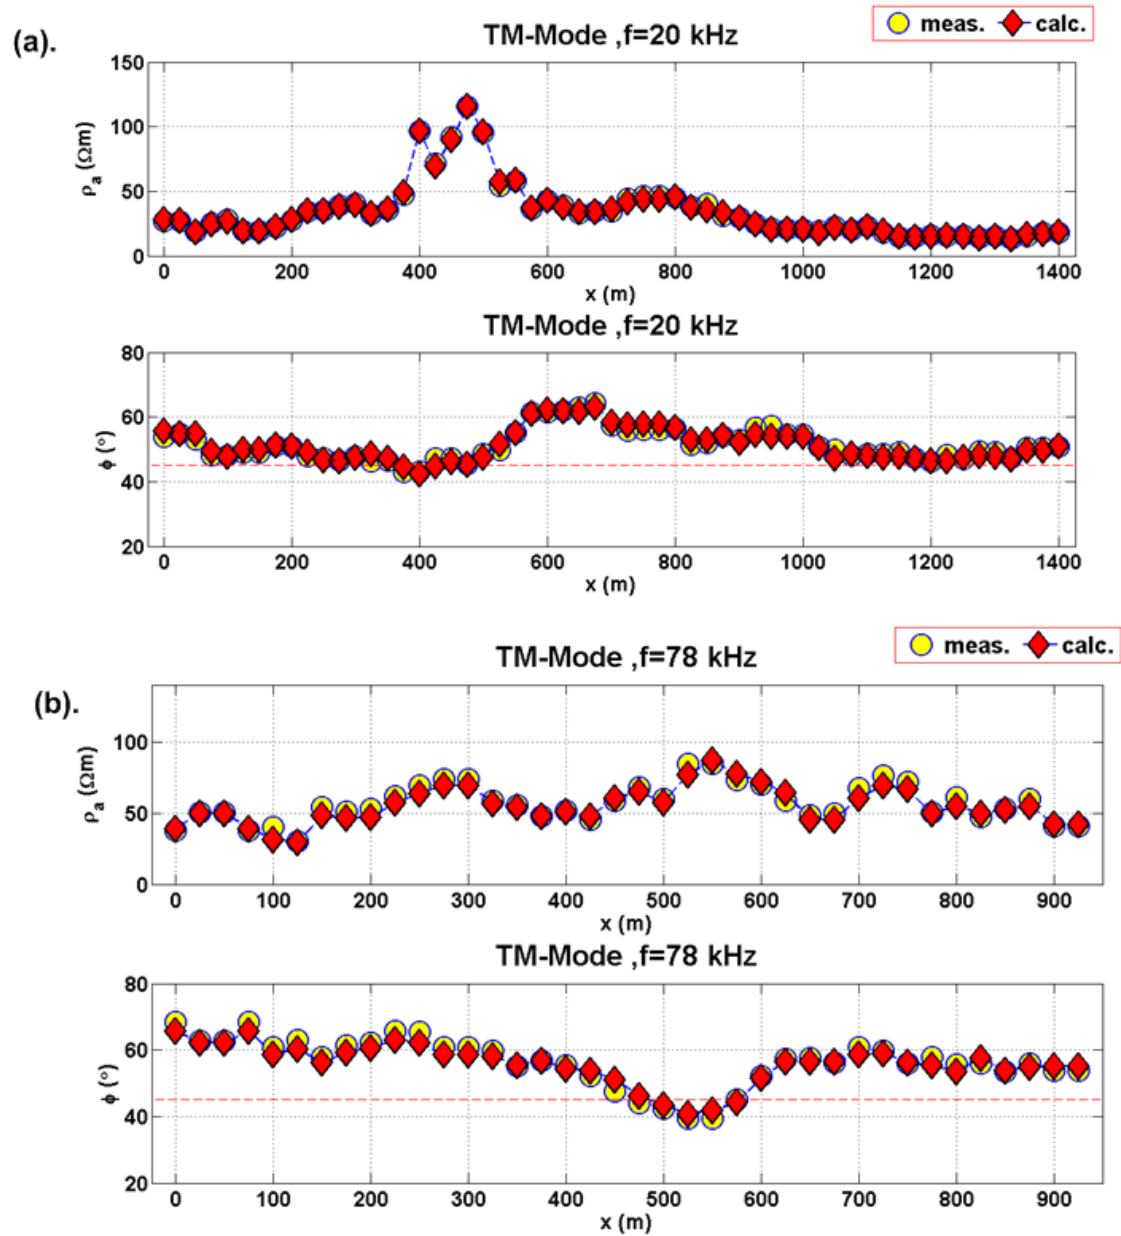 (a).
TM-Mode ,f=20 kHz
meas. calc.
150
100
50
0
ρa (Ωm)
0 200 400 600 800 1000 1200 1400
x (m)
TM-Mode ,f=20 kHz
80
60
40
20
ϕ (°)
0 200 400 600 800 1000 1200 1400
x (m)
meas. calc.
TM-Mode ,f=78 kHz
(b).
100
50
0
ρa (Ωm)
0 100 200 300 400 500 600 700 800 900
x (m)
TM-Mode ,f=78 kHz
80
60
40
20
ϕ (°)
0 100 200 300 400 500 600 700 800 900
x (m)